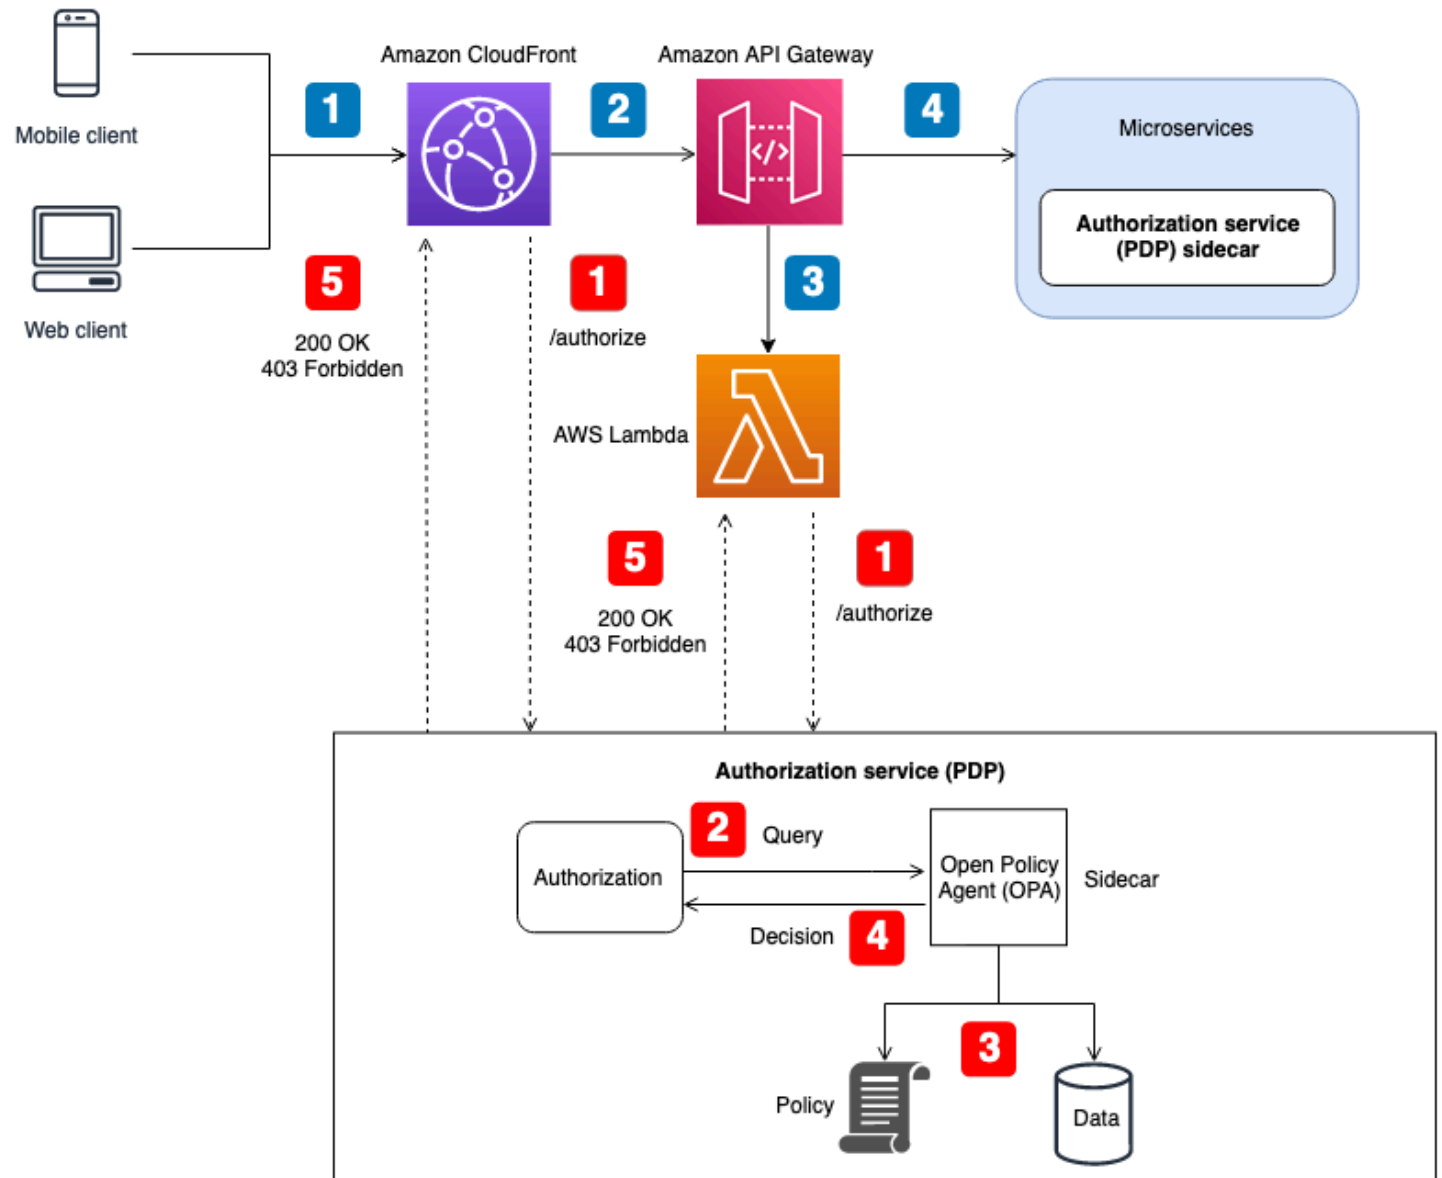 Amazon CloudFront
Amazon API Gateway
1
2
4
Mobile client
Microservices
Authorization service
(PDP) sidecar
5
1
3
Web client
200 OK
403 Forbidden
/authorize
</>
AWS Lambda
5
1
200 OK
403 Forbidden
/authorize
Authorization service (PDP)
2
Query
Authorization
Open Policy
Agent (OPA)
Sidecar
Decision
4
3
Policy
Data